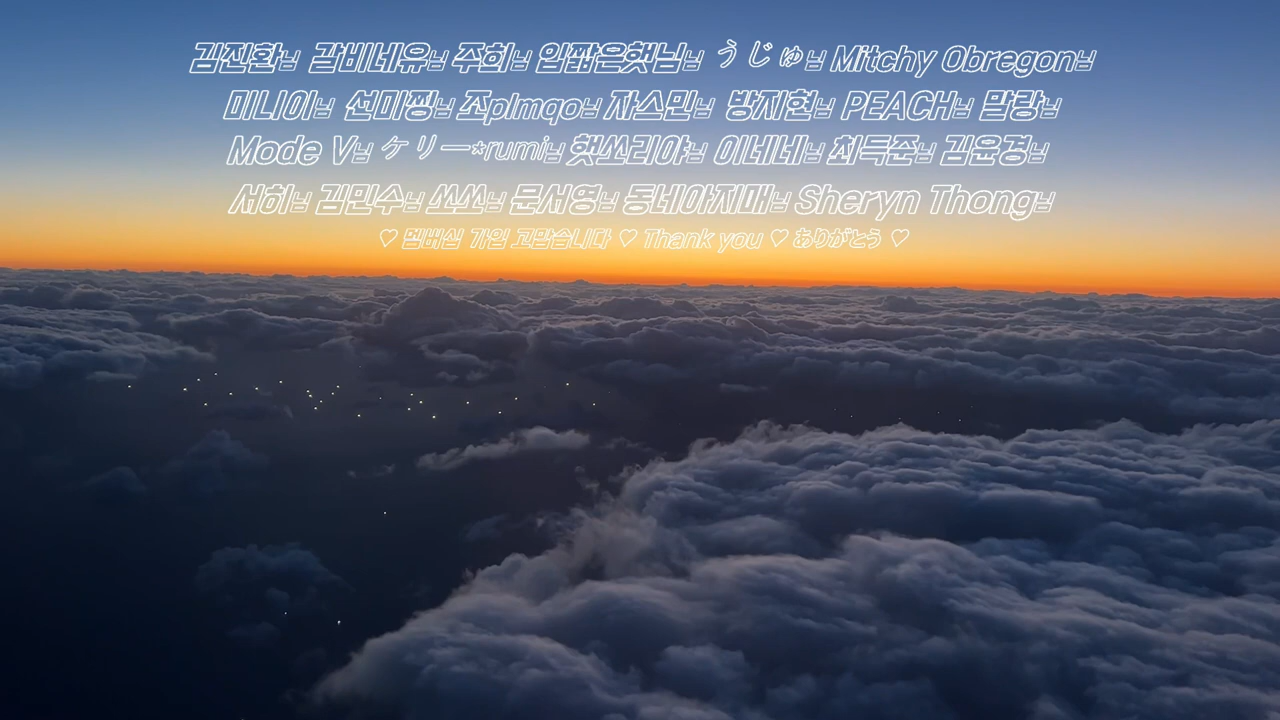 김진환님 갈비네유님 주희님 입짧은햇님님 うじゅ님 Mitchy Obregon님
미니이님 선미찡님 조plmqo님 자스민님 방지현님 PEACH님 말랑님
Mode V님 ケリー*rumi님 햇쓰리야님 이네네님 최득준님 김윤경님
서히님 김민수님 쓰쓰님 문서영님 동네아지매님 Sheryn Thong님
♡ 멤버십 가입 고맙습니다 ♡ Thank you ♡ ありがとう ♡